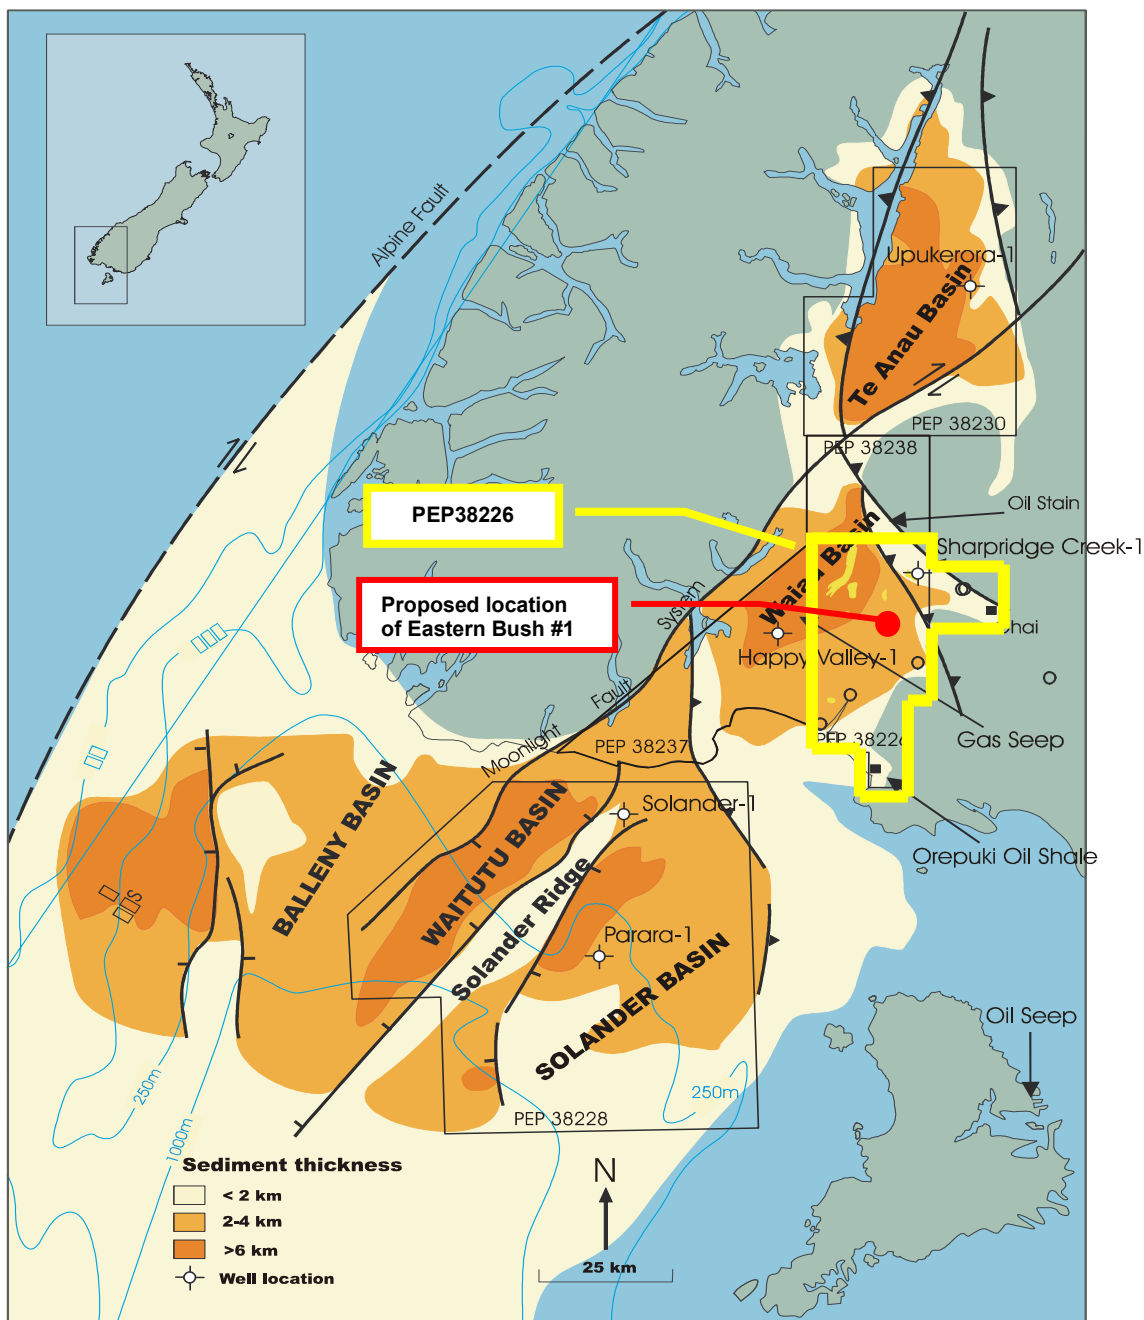 Alpine Fault
Upukerora-1
Te Anau Basin
PEP 38230
PEP 38238
PEP38226
Oil Stain
Sharpridge Creek-1
Proposed location
of Eastern Bush #1
Waiau Basin
hai
Happy Valley-1
Moonlight Fault System
PEP 38237
PEP 38226
Gas Seep
BALLENY BASIN
WAITUTU BASIN
Solander-1
Solander Ridge
Orepuki Oil Shale
S
Parara-1
SOLANDER BASIN
Oil Seep
250m
250m
1000m
PEP 38228
Sediment thickness
< 2 km
2-4 km
>6 km
Well location
N
25 km